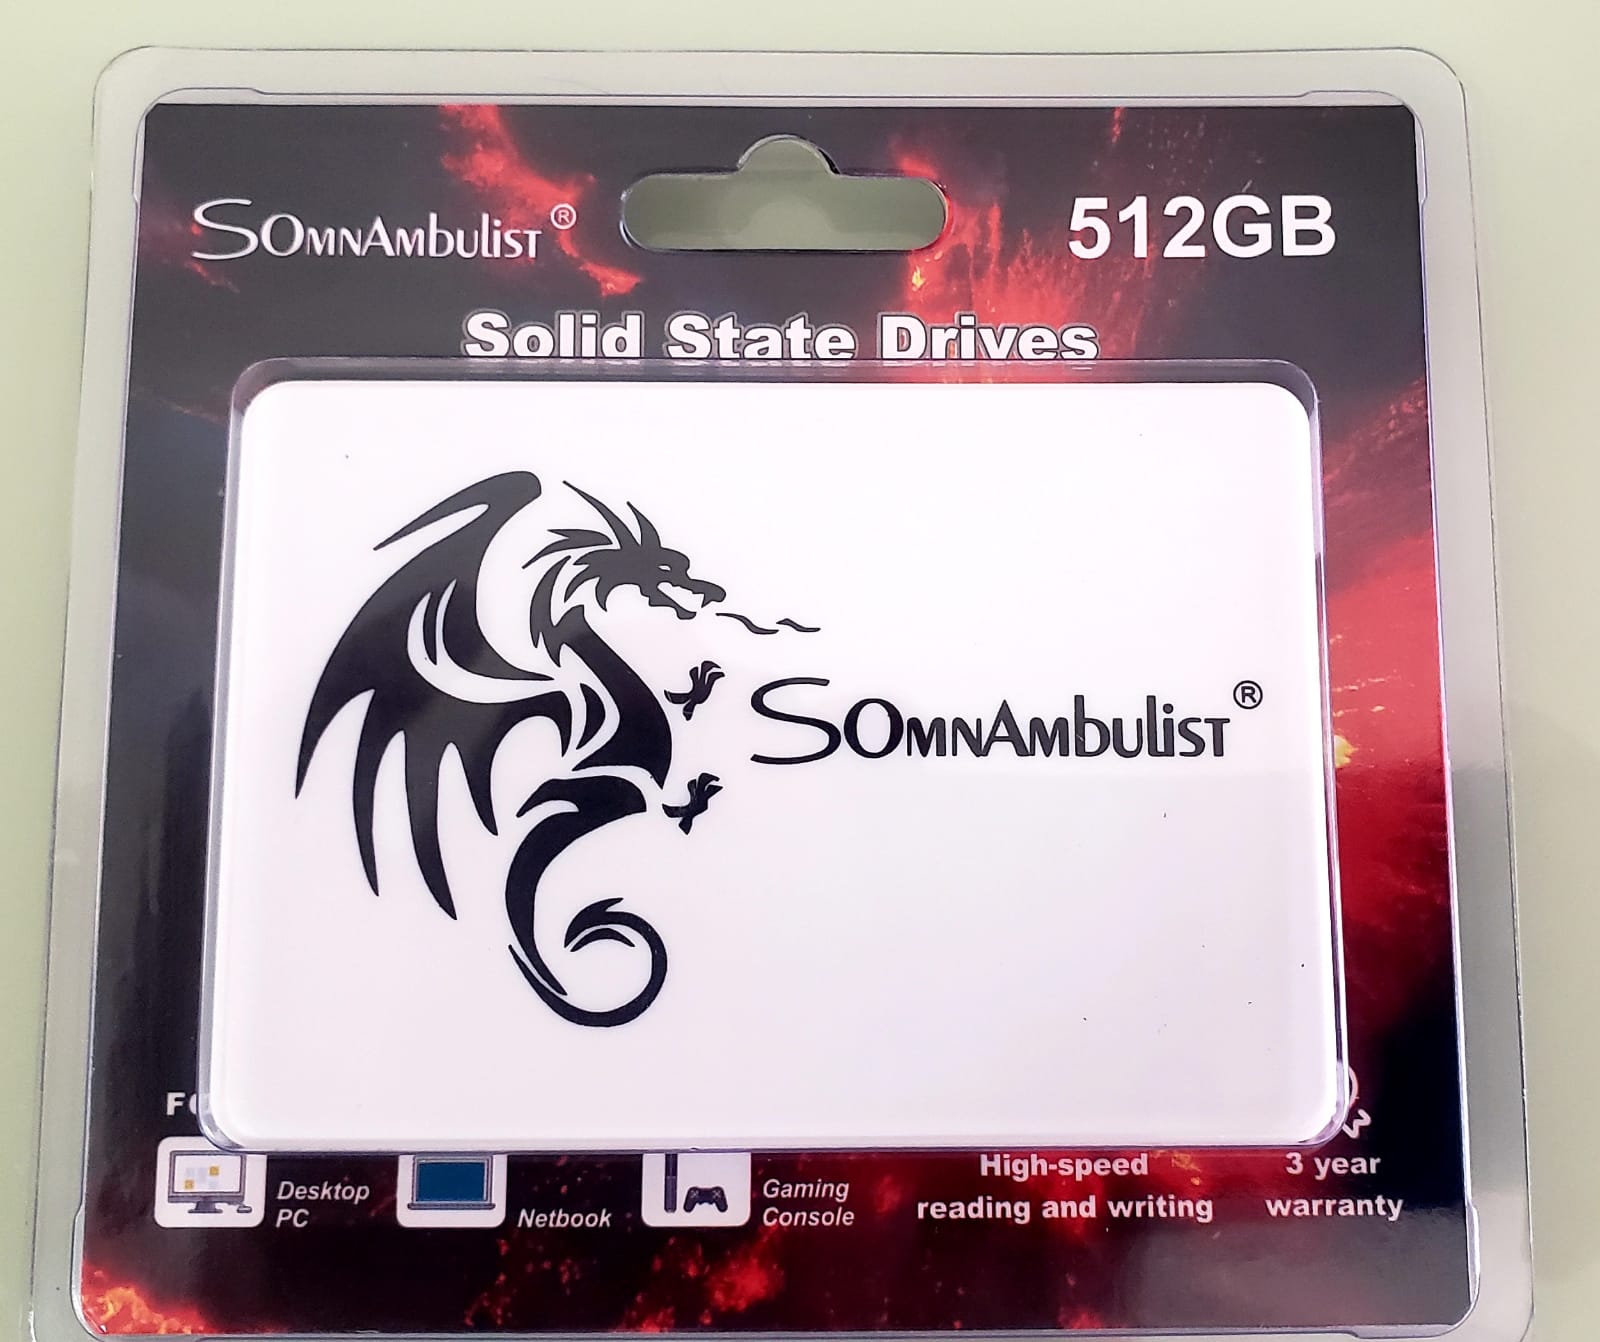 SOmnAmbulist®
512GB
Solid State Drives
SOmnAmbulist®
Desktop
PC
Netbook
Gaming
Console
High-speed
reading and writing
3 year
warranty